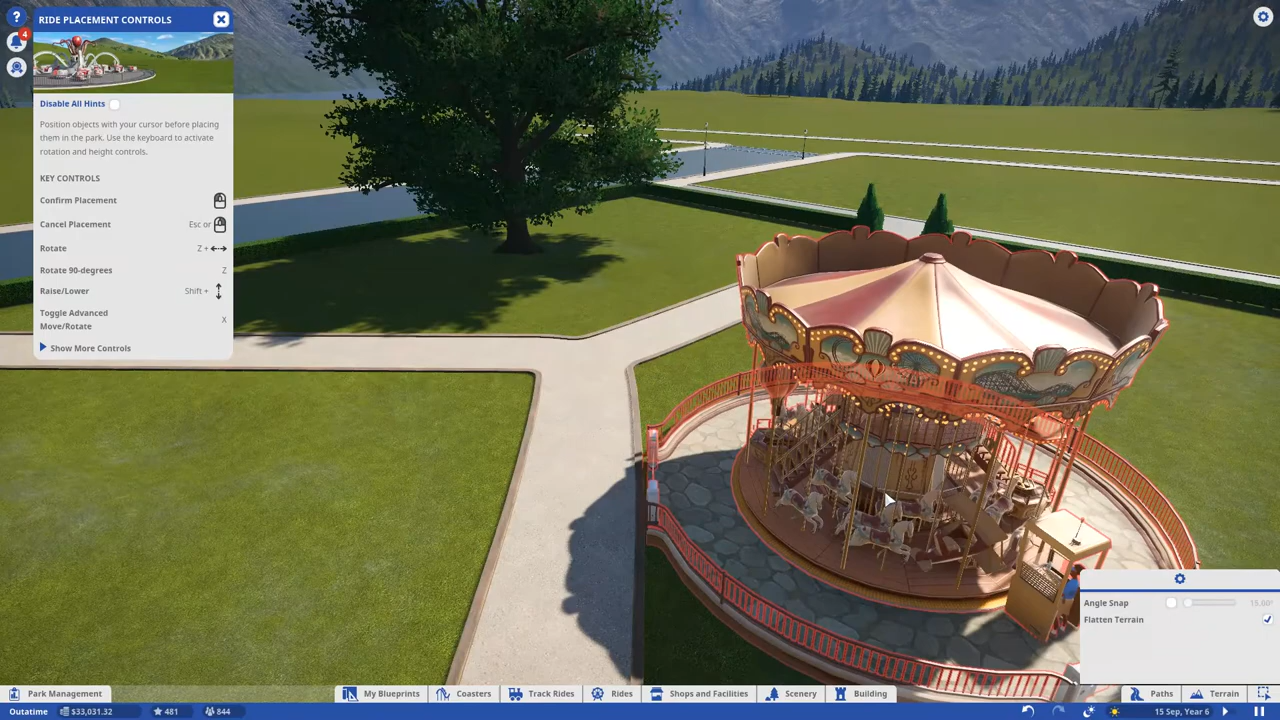 ?
RIDE PLACEMENT CONTROLS
4
Disable All Hints
Position objects with your cursor before placing
them in the park. Use the keyboard to activate
rotation and height controls.
KEY CONTROLS
Confirm Placement
Cancel Placement Esc or
Rotate Z +
Rotate 90-degrees Z
Raise/Lower Shift +
Toggle Advanced
Move/Rotate X
Show More Controls
Angle Snap 15.00°
Flatten Terrain
Park Management My Blueprints Coasters Track Rides Rides Shops and Facilities Scenery Building Paths Terrain
Outatime $33,031.32 481 844 15 Sep, Year 6